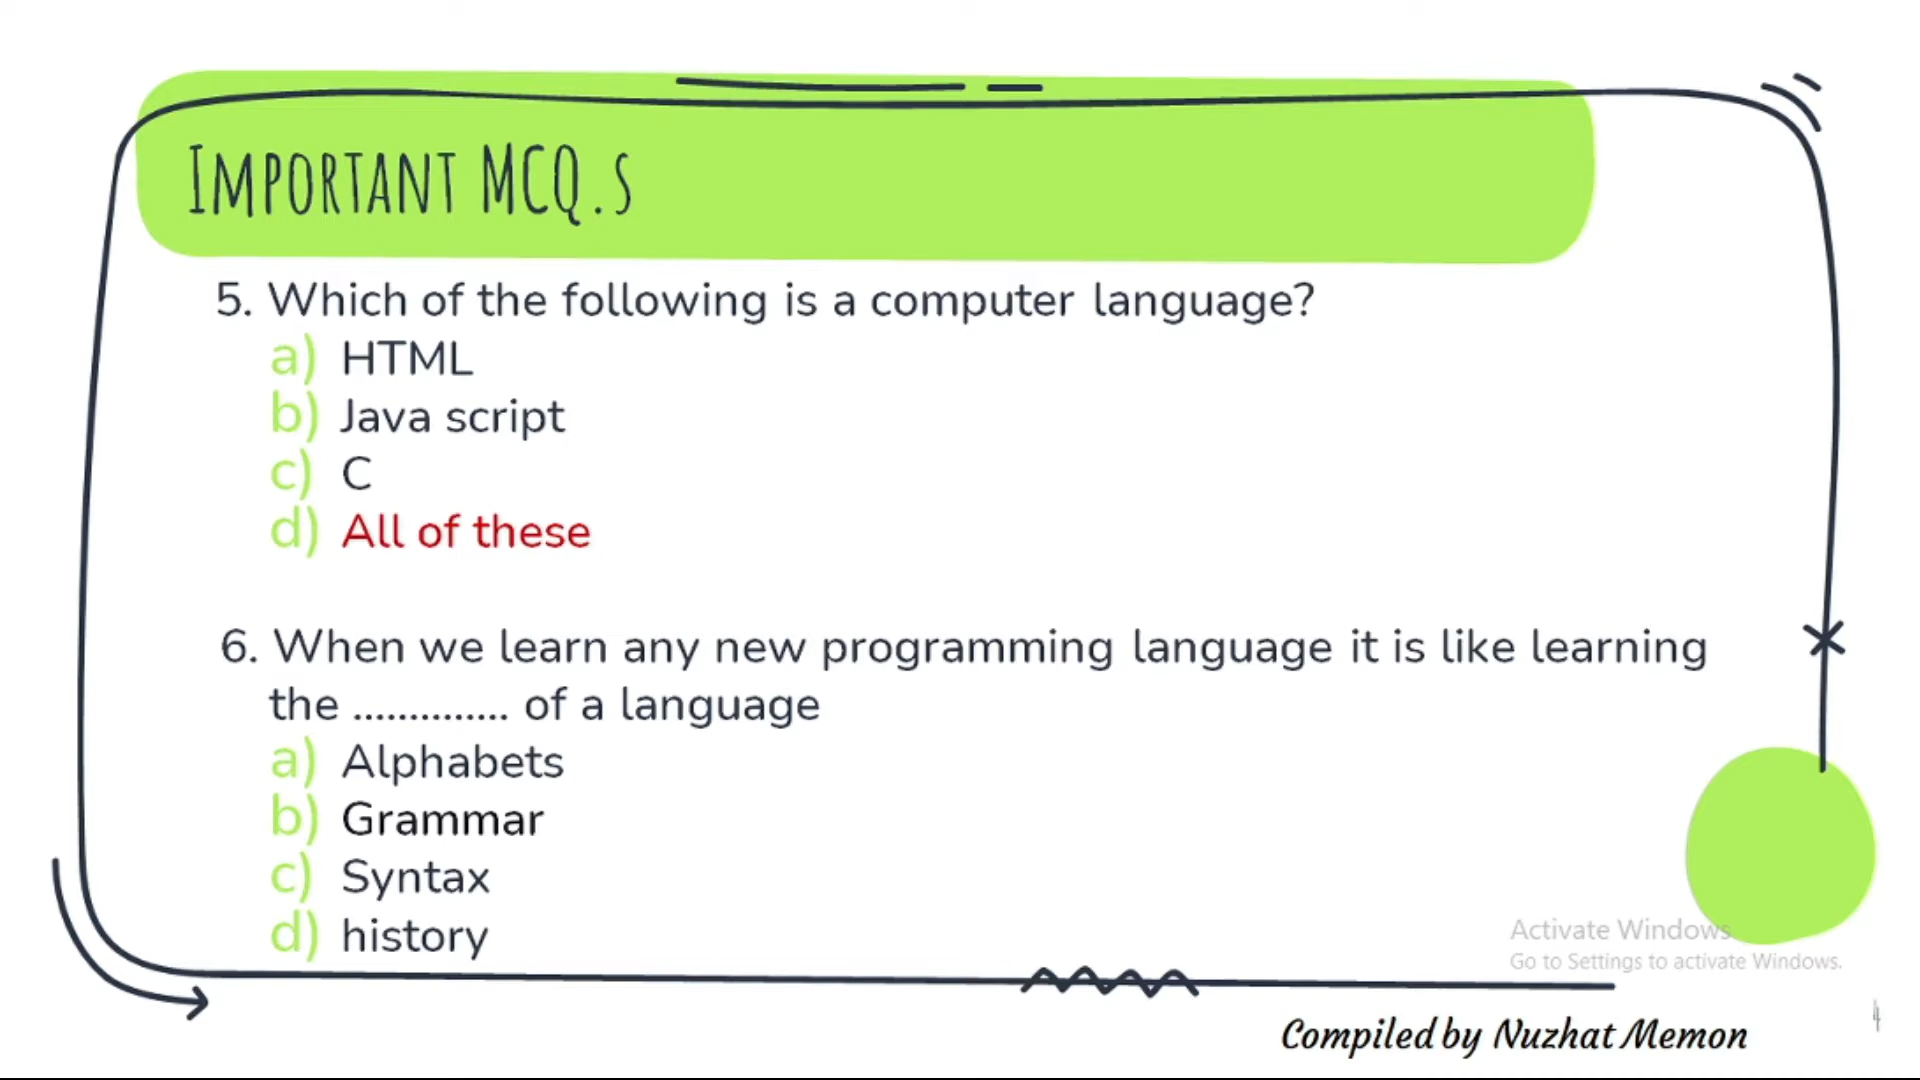 Important MCQ.s
5. Which of the following is a computer language?
a) HTML
b) Java script
c) C
d) All of these
6. When we learn any new programming language it is like learning
the .............. of a language
a) Alphabets
b) Grammar
c) Syntax
d) history
Activate Windows
Go to Settings to activate Windows.
4
Compiled by Nuzhat Memon